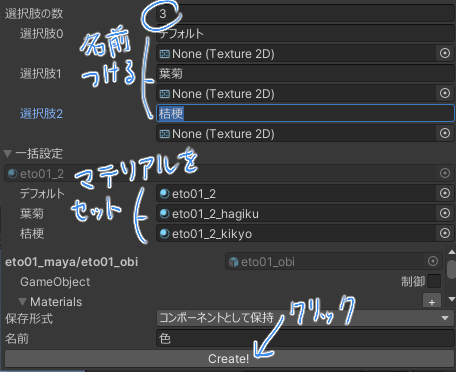 選択肢の数 3
選択肢0 デフォルト
None (Texture 2D)
選択肢1 葉菊
None (Texture 2D)
選択肢2 桔梗
None (Texture 2D)
名前
つける
一括設定
eto01_2
マテリアルを
セット
デフォルト eto01_2
葉菊 eto01_2_hagiku
桔梗 eto01_2_kikyo
eto01_maya/eto01_obi eto01_obi
GameObject 制御
Materials +
保存形式 コンポーネントとして保持
クリック
名前 色
Create!